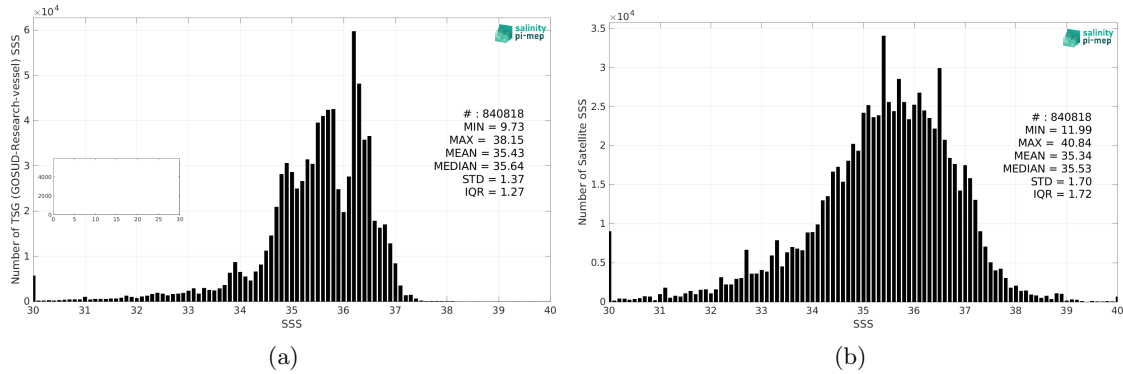 ×10⁴
6
5
4
3
2
1
0
Number of TSG (GOSUD-Research-vessel) SSS
salinity
pi-mep
# : 840818
MIN = 9.73
MAX = 38.15
MEAN = 35.43
MEDIAN = 35.64
STD = 1.37
IQR = 1.27
4000
2000
0
0 5 10 15 20 25 30
30 31 32 33 34 35 36 37 38 39 40
SSS
(a)
×10⁴
3.5
3
2.5
2
1.5
1
0.5
0
Number of Satellite SSS
salinity
pi-mep
# : 840818
MIN = 11.99
MAX = 40.84
MEAN = 35.34
MEDIAN = 35.53
STD = 1.70
IQR = 1.72
30 31 32 33 34 35 36 37 38 39 40
SSS
(b)